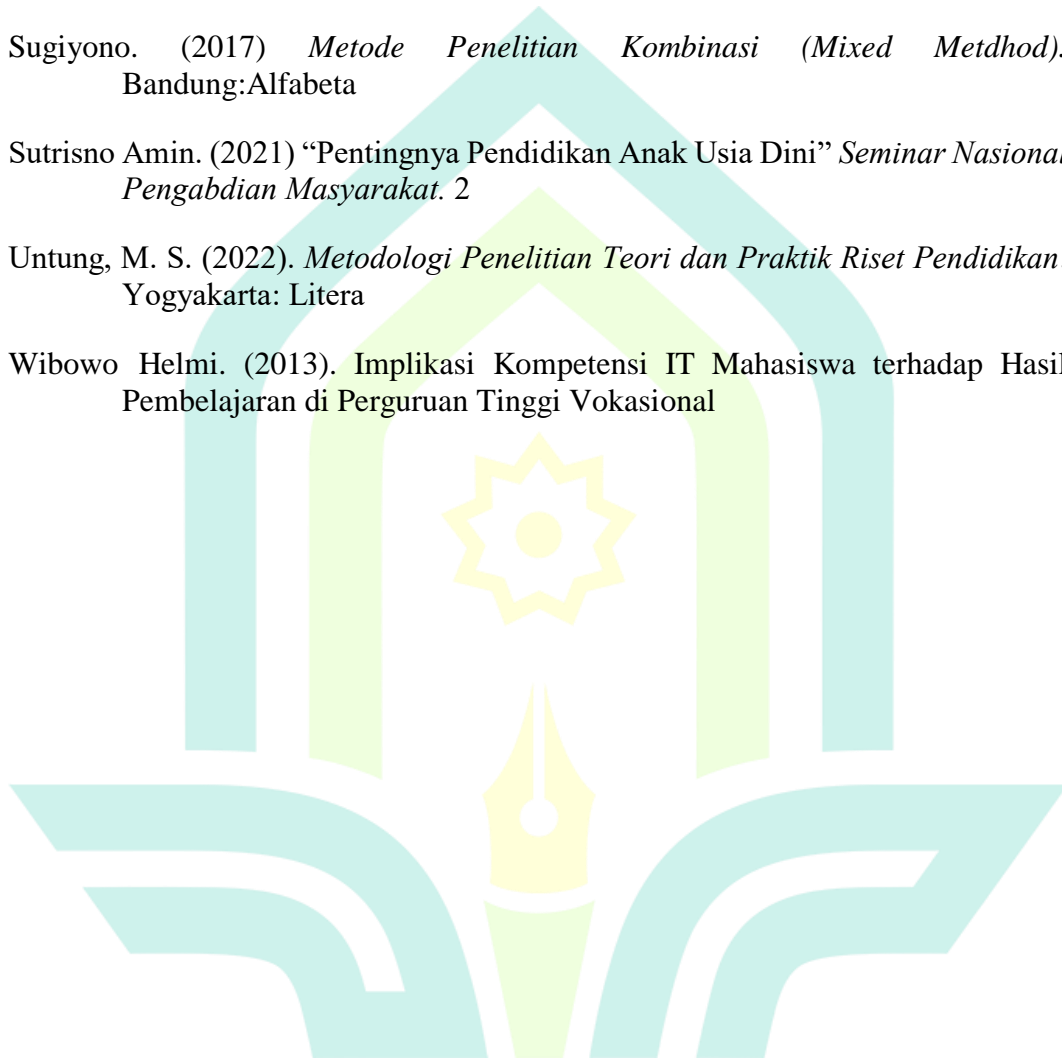 Sugiyono. (2017) Metode Penelitian Kombinasi (Mixed Metdhod).
Bandung:Alfabeta
Sutrisno Amin. (2021) “Pentingnya Pendidikan Anak Usia Dini” Seminar Nasional
Pengabdian Masyarakat. 2
Untung, M. S. (2022). Metodologi Penelitian Teori dan Praktik Riset Pendidikan.
Yogyakarta: Litera
Wibowo Helmi. (2013). Implikasi Kompetensi IT Mahasiswa terhadap Hasil
Pembelajaran di Perguruan Tinggi Vokasional